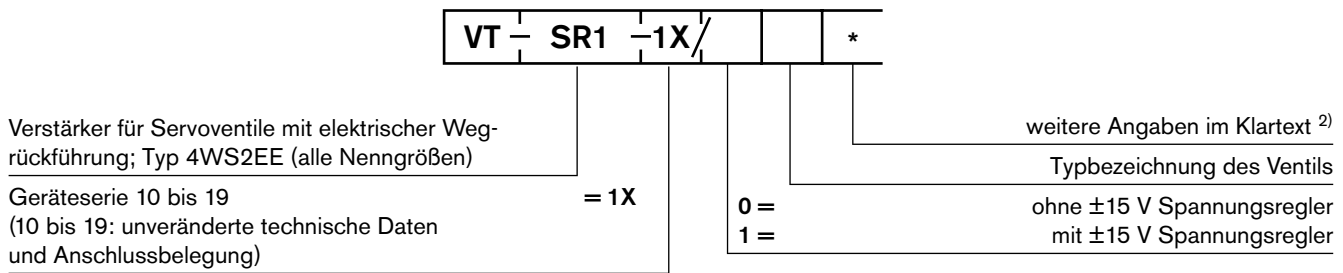 VT – SR1 –1X/ *
Verstärker für Servoventile mit elektrischer Weg-
rückführung; Typ 4WS2EE (alle Nenngrößen)
Geräteserie 10 bis 19 = 1X
(10 bis 19: unveränderte technische Daten
und Anschlussbelegung)
weitere Angaben im Klartext 2)
Typbezeichnung des Ventils
0 = ohne ±15 V Spannungsregler
1 = mit ±15 V Spannungsregler